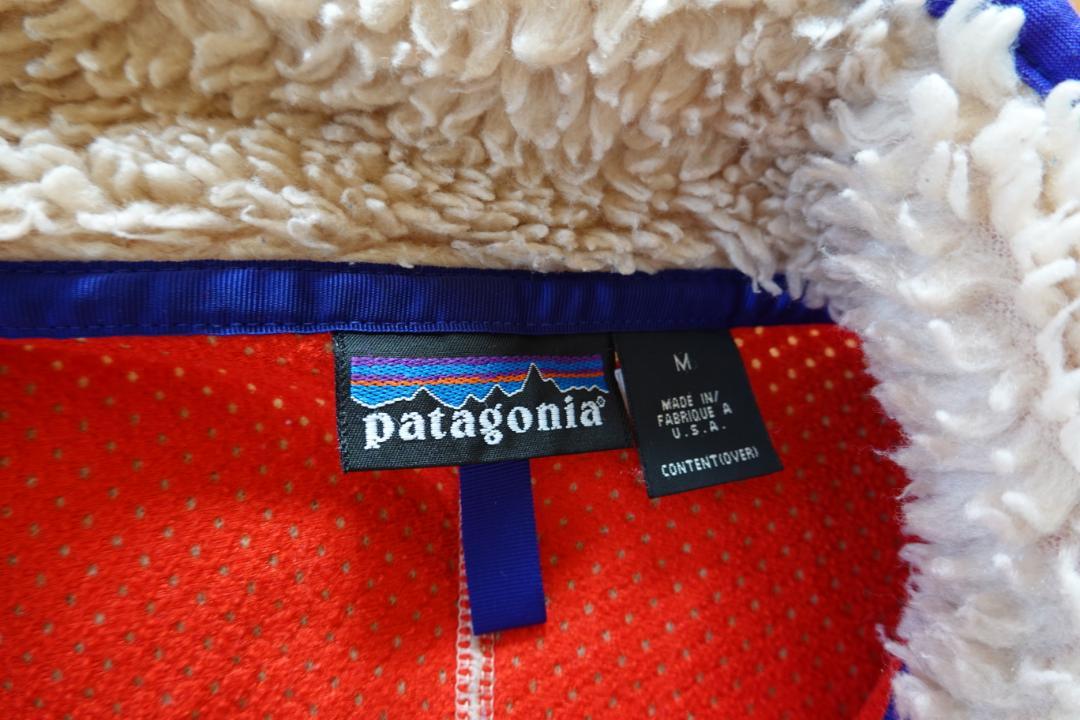 patagonia®
M
MADE IN/
FABRIQUE A
U.S.A.
CONTENT(OVER)